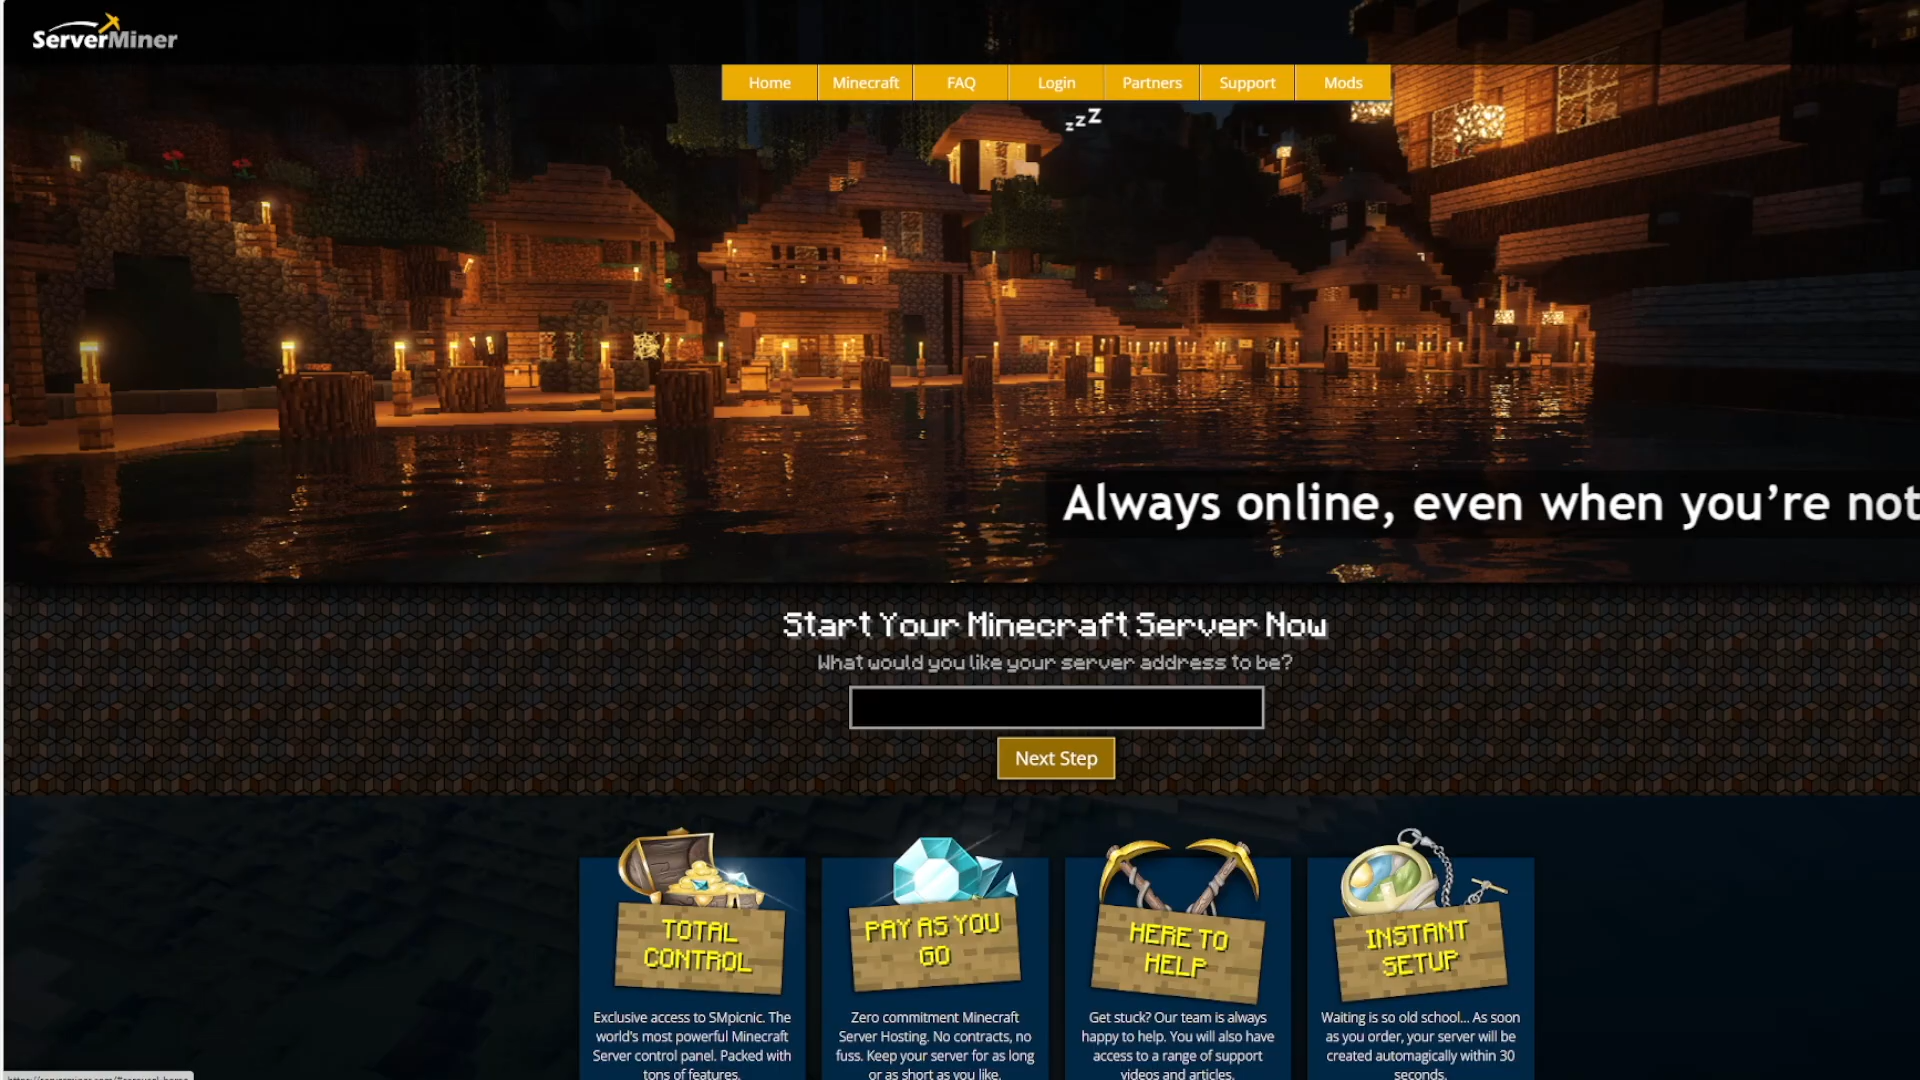 ServerMiner
Home
Minecraft
FAQ
Login
Partners
Support
Mods
zzZ
Always online, even when you're not
Start Your Minecraft Server Now
What would you like your server address to be?
Next Step
TOTAL
CONTROL
Exclusive access to SMpicnic. The
world's most powerful Minecraft
Server control panel. Packed with
tons of features.
PAY AS YOU
GO
Zero commitment Minecraft
Server Hosting. No contracts, no
fuss. Keep your server for as long
or as short as you like.
HERE TO
HELP
Get stuck? Our team is always
happy to help. You will also have
access to a range of support
videos and articles.
INSTANT
SETUP
Waiting is so old school... As soon
as you order, your server will be
created automagically within 30
seconds.